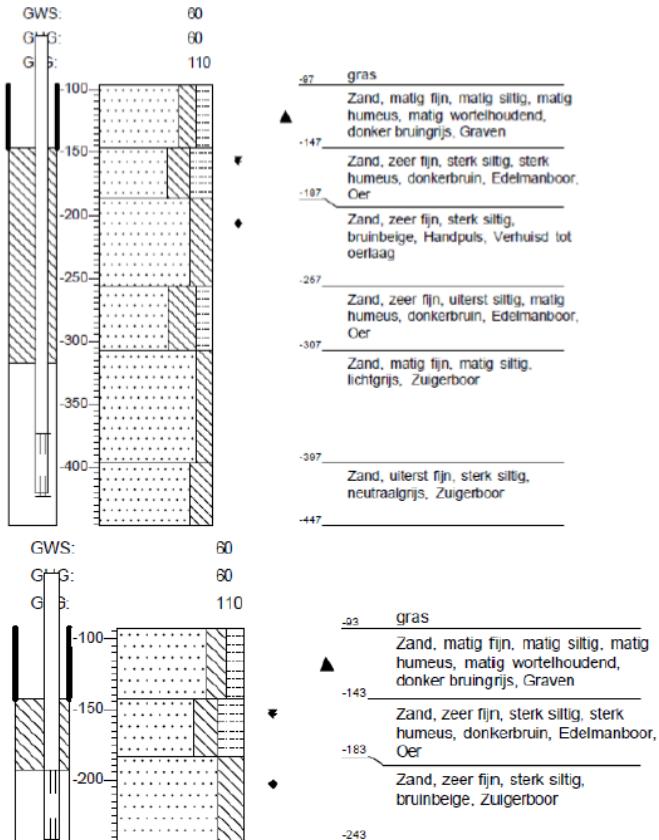 GWS: 60
GHG: 60
GLG: 110
-97 gras
-100
Zand, matig fijn, matig siltig, matig
humeus, matig wortelhoudend,
donker bruingrijs, Graven
-147
-150
Zand, zeer fijn, sterk siltig, sterk
humeus, donkerbruin, Edelmanboor,
Oer
-187
-200
Zand, zeer fijn, sterk siltig,
bruinbeige, Handpuls, Verhuisd tot
oerlaag
-250
-267
Zand, zeer fijn, uiterst siltig, matig
humeus, donkerbruin, Edelmanboor,
Oer
-300
-307
Zand, matig fijn, matig siltig,
lichtgrijs, Zuigerboor
-350
-397
-400
Zand, uiterst fijn, sterk siltig,
neutraalgrijs, Zuigerboor
-447
GWS: 60
GHG: 60
GLG: 110
-93 gras
-100
Zand, matig fijn, matig siltig, matig
humeus, matig wortelhoudend,
donker bruingrijs, Graven
-143
-150
Zand, zeer fijn, sterk siltig, sterk
humeus, donkerbruin, Edelmanboor,
Oer
-183
-200
Zand, zeer fijn, sterk siltig,
bruinbeige, Zuigerboor
-243